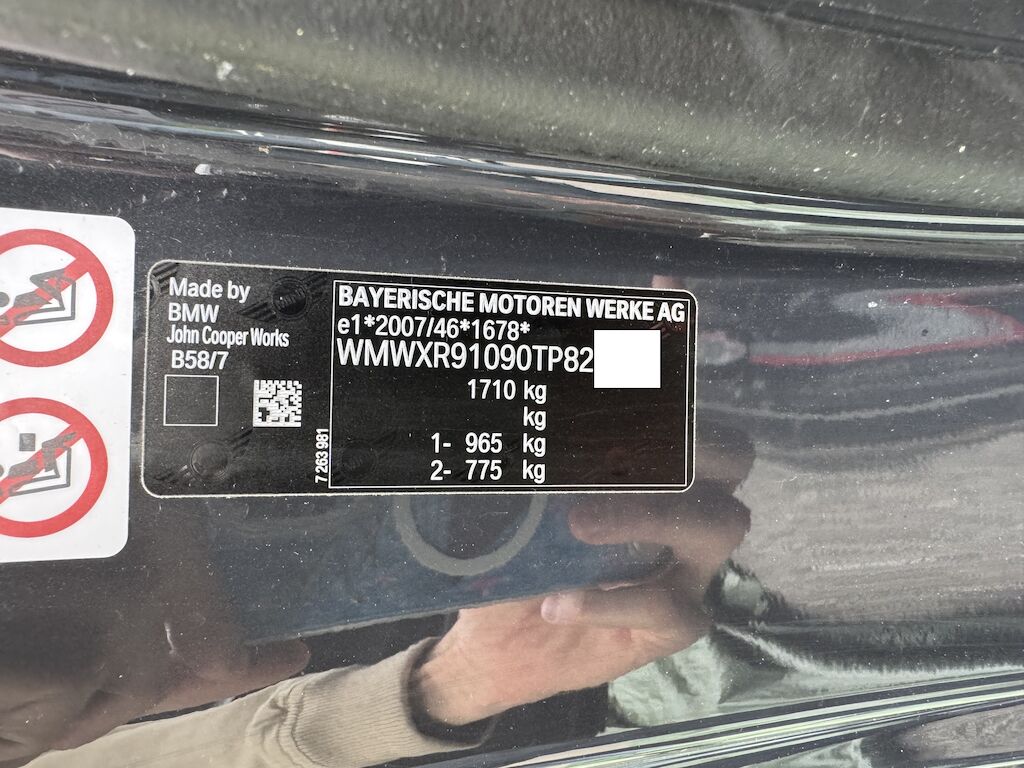 Made by
BMW
John Cooper Works
B58/7
7 263 981
BAYERISCHE MOTOREN WERKE AG
e1*2007/46*1678*
WMWXR91090TP82
1710 kg
kg
1- 965 kg
2- 775 kg